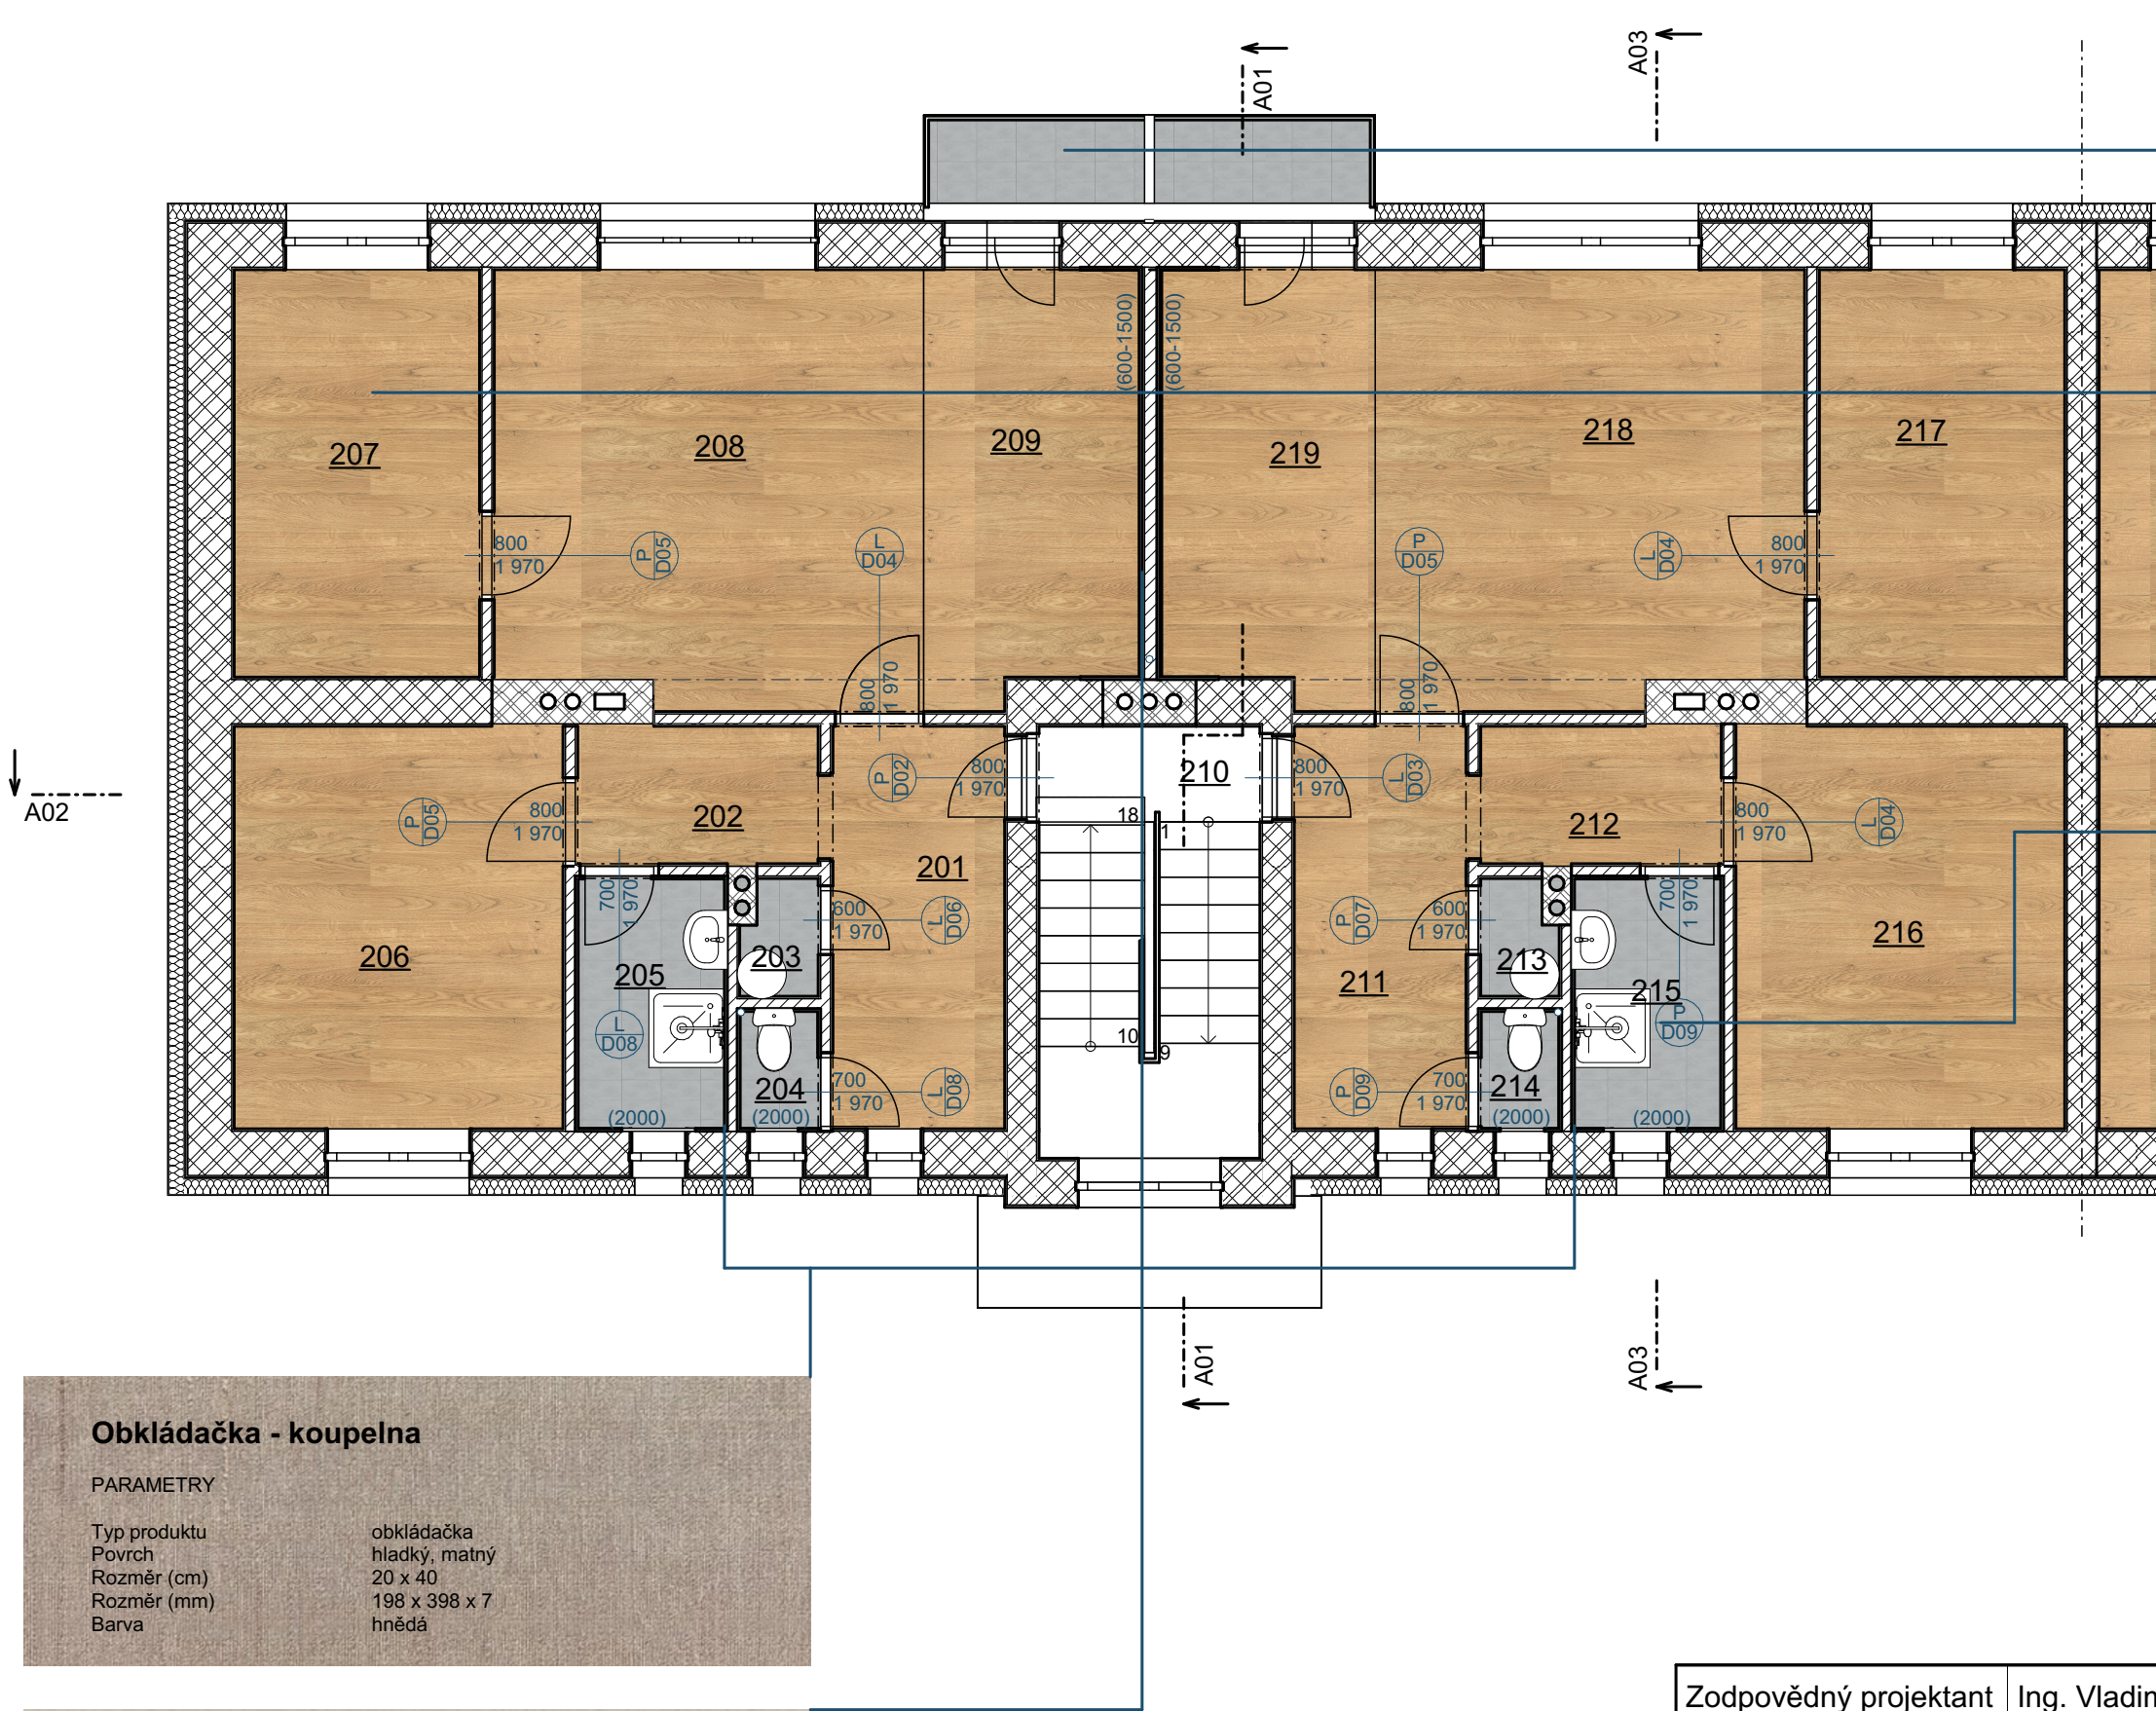 A01
A03
(600-1500)
(600-1500)
207
208
209
219
218
217
800
1 970
P
D05
L
D04
P
D05
L
D04
800
1 970
800
1 970
800
1 970
A02
P
D05
800
1 970
202
P
D02
800
1 970
210
800
1 970
L
D03
212
800
1 970
L
D04
18
1
201
700
1 970
600
1 970
L
D06
P
D07
600
1 970
700
1 970
206
205
203
211
213
215
216
L
D08
10
9
P
D09
204
700
1 970
L
D08
P
D09
700
1 970
214
(2000)
(2000)
(2000)
(2000)
A01
A03
Obkládačka - koupelna
PARAMETRY
Typ produktu obkládačka
Povrch hladký, matný
Rozměr (cm) 20 x 40
Rozměr (mm) 198 x 398 x 7
Barva hnědá
Zodpovědný projektant Ing.